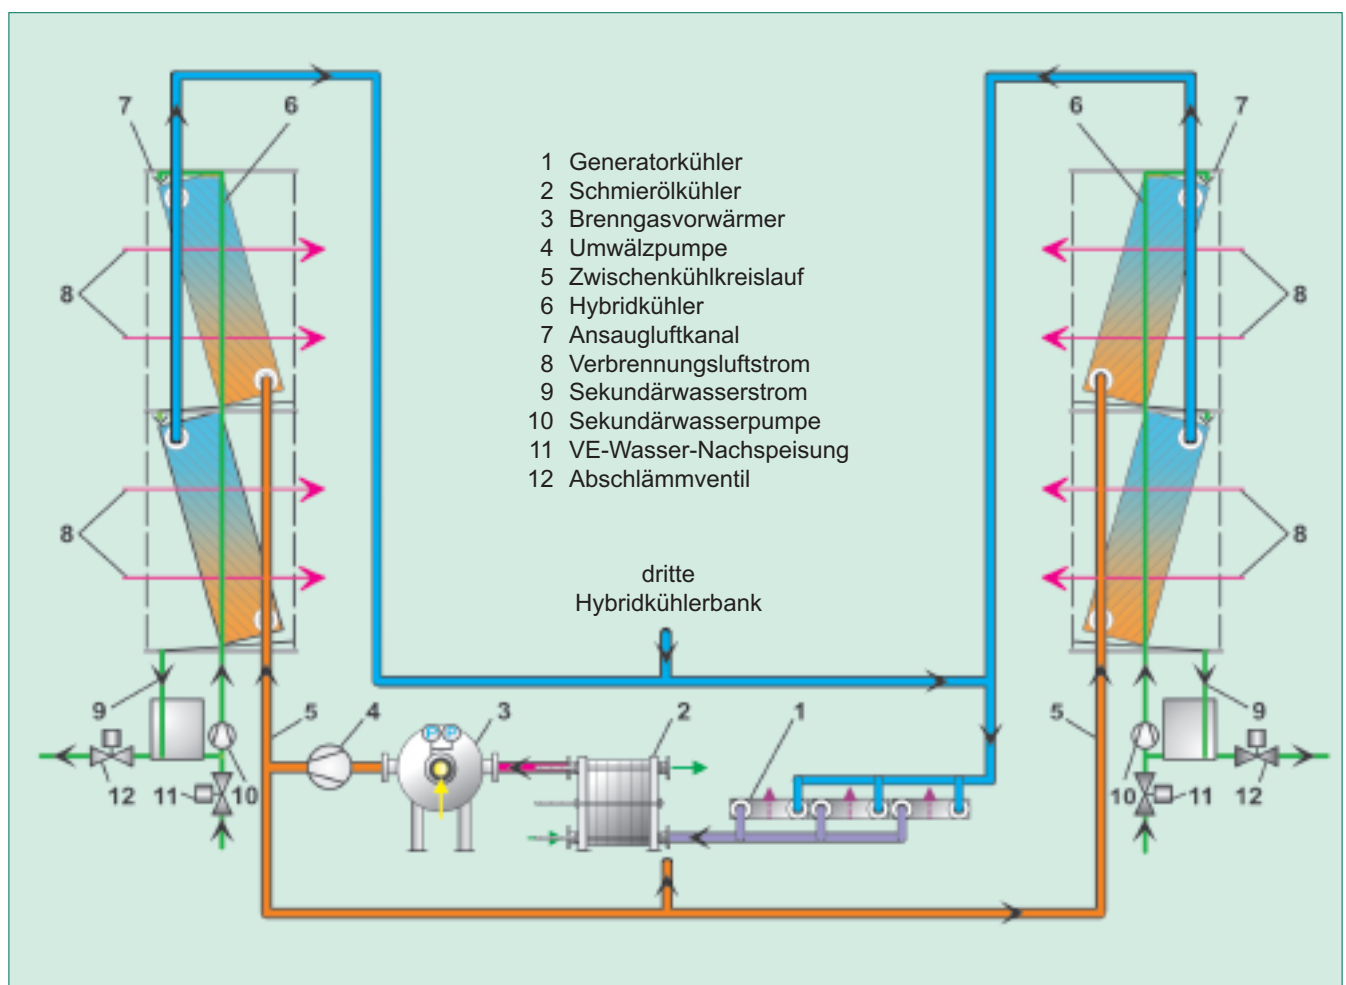 7
6
6
7
1 Generatorkühler
2 Schmierölkühler
3 Brenngasvorwärmer
4 Umwälzpumpe
5 Zwischenkühlkreislauf
6 Hybridkühler
7 Ansaugluftkanal
8 Verbrennungsluftstrom
9 Sekundärwasserstrom
10 Sekundärwasserpumpe
11 VE-Wasser-Nachspeisung
12 Abschlämmventil
8
8
8
8
dritte
Hybridkühlerbank
9
5
4
3
2
1
5
9
P P
12
11
10
10
11
12